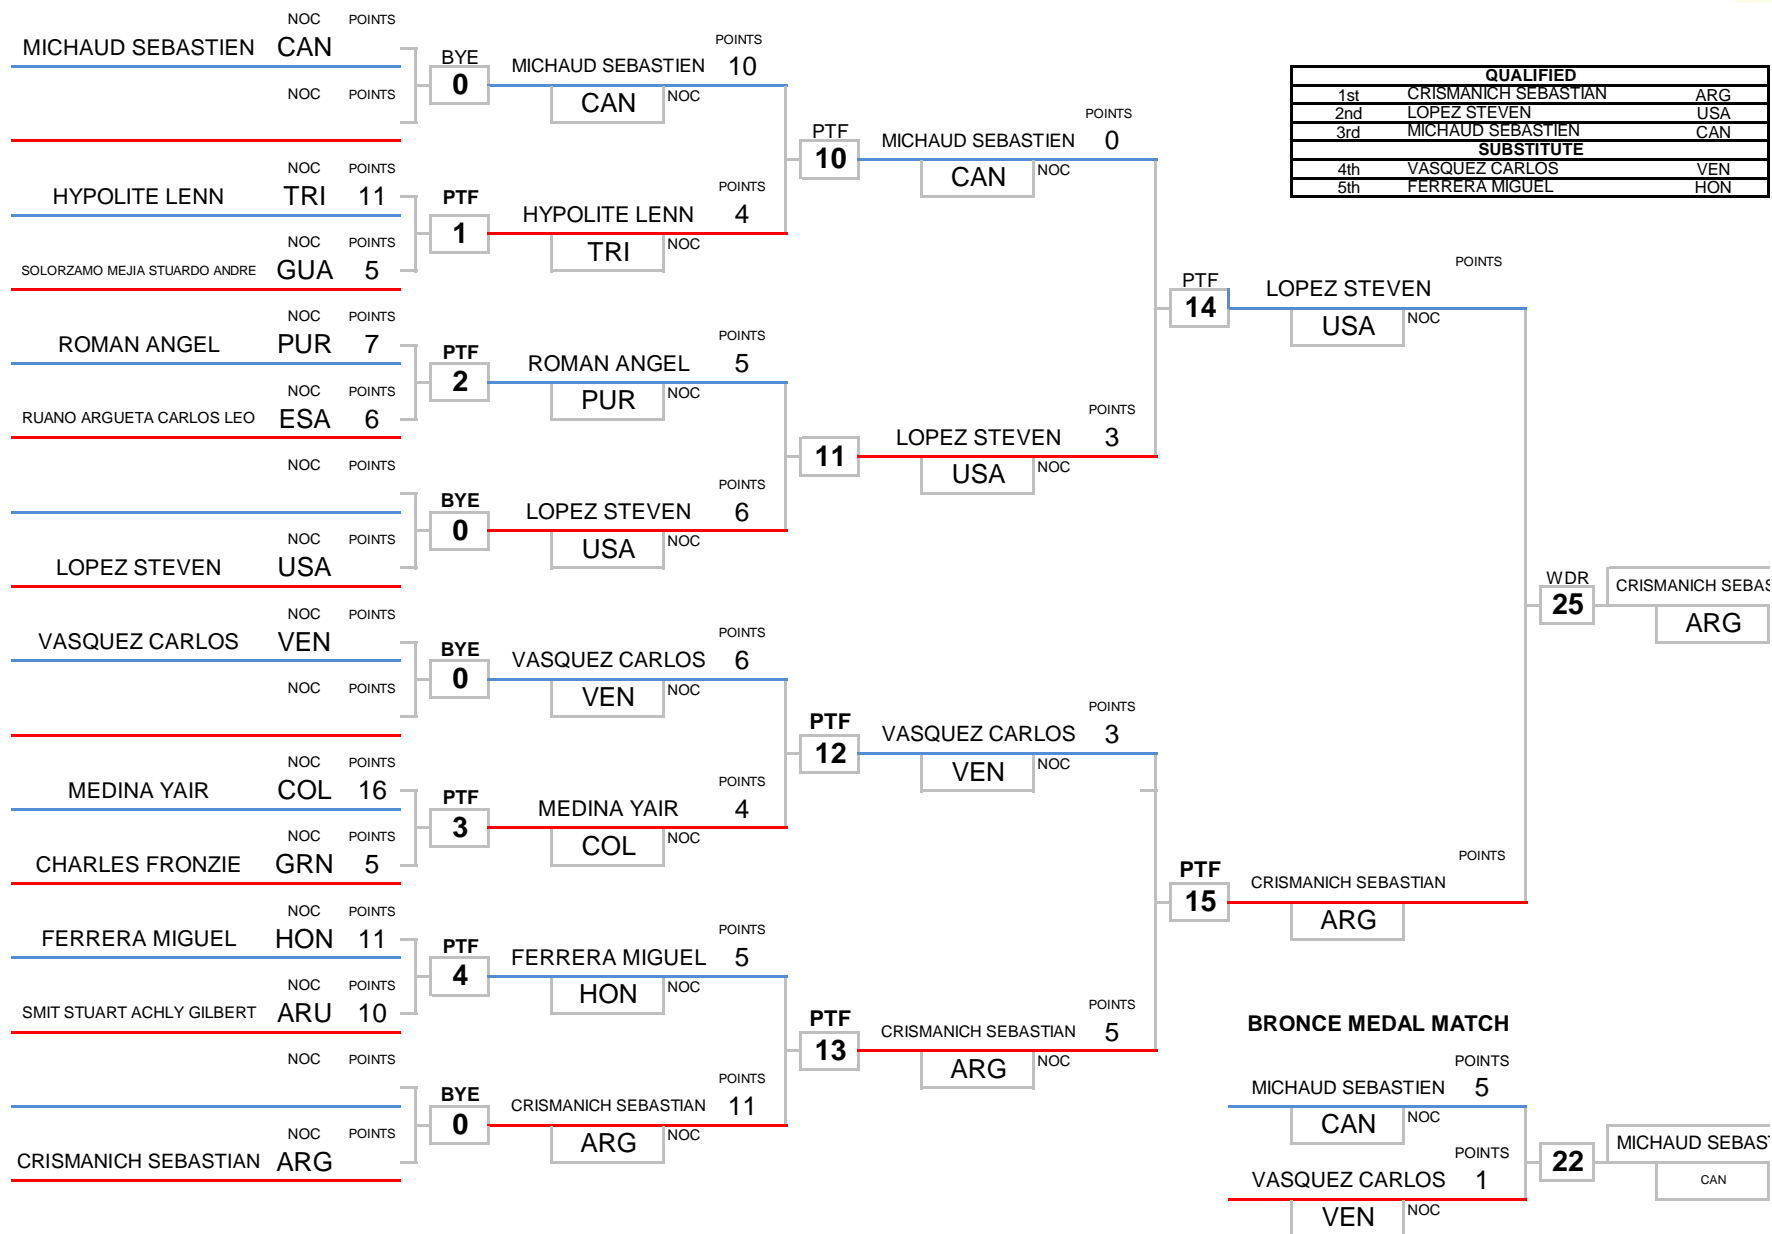 NOC POINTS
MICHAUD SEBASTIEN CAN
NOC POINTS
BYE
0
NOC POINTS
HYPOLITE LENN TRI 11
NOC POINTS
SOLORZAMO MEJIA STUARDO ANDRE GUA 5
PTF
1
NOC POINTS
ROMAN ANGEL PUR 7
NOC POINTS
RUANO ARGUETA CARLOS LEO ESA 6
PTF
2
NOC POINTS
NOC POINTS
LOPEZ STEVEN USA
BYE
0
NOC POINTS
VASQUEZ CARLOS VEN
NOC POINTS
BYE
0
NOC POINTS
MEDINA YAIR COL 16
NOC POINTS
CHARLES FRONZIE GRN 5
PTF
3
NOC POINTS
FERRERA MIGUEL HON 11
NOC POINTS
SMIT STUART ACHLY GILBERT ARU 10
PTF
4
NOC POINTS
NOC POINTS
CRISMANICH SEBASTIAN ARG
BYE
0
POINTS
MICHAUD SEBASTIEN 10
CAN NOC
POINTS
HYPOLITE LENN 4
TRI NOC
PTF
10
POINTS
ROMAN ANGEL 5
PUR NOC
POINTS
LOPEZ STEVEN 6
USA NOC
11
POINTS
VASQUEZ CARLOS 6
VEN NOC
POINTS
MEDINA YAIR 4
COL NOC
PTF
12
POINTS
FERRERA MIGUEL 5
HON NOC
POINTS
CRISMANICH SEBASTIAN 11
ARG NOC
PTF
13
POINTS
MICHAUD SEBASTIEN 0
CAN NOC
POINTS
LOPEZ STEVEN 3
USA NOC
PTF
14
POINTS
VASQUEZ CARLOS 3
VEN NOC
POINTS
CRISMANICH SEBASTIAN 5
ARG NOC
PTF
15
QUALIFIED
1st CRISMANICH SEBASTIAN ARG
2nd LOPEZ STEVEN USA
3rd MICHAUD SEBASTIEN CAN
SUBSTITUTE
4th VASQUEZ CARLOS VEN
5th FERRERA MIGUEL HON
POINTS
LOPEZ STEVEN
USA NOC
POINTS
CRISMANICH SEBASTIAN
ARG
WDR
25
CRISMANICH SEBAS
ARG
BRONCE MEDAL MATCH
POINTS
MICHAUD SEBASTIEN 5
CAN NOC
POINTS
VASQUEZ CARLOS 1
VEN NOC
22
MICHAUD SEBAST
CAN